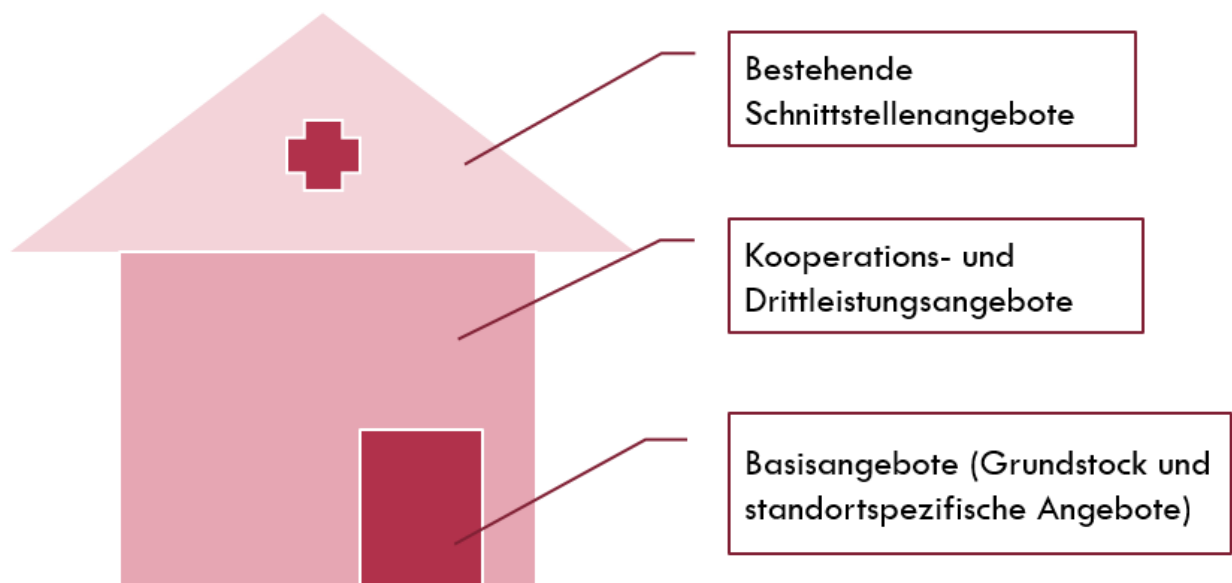 Bestehende
Schnittstellenangebote
Kooperations- und
Drittleistungsangebote
Basisangebote (Grundstock und
standortspezifische Angebote)